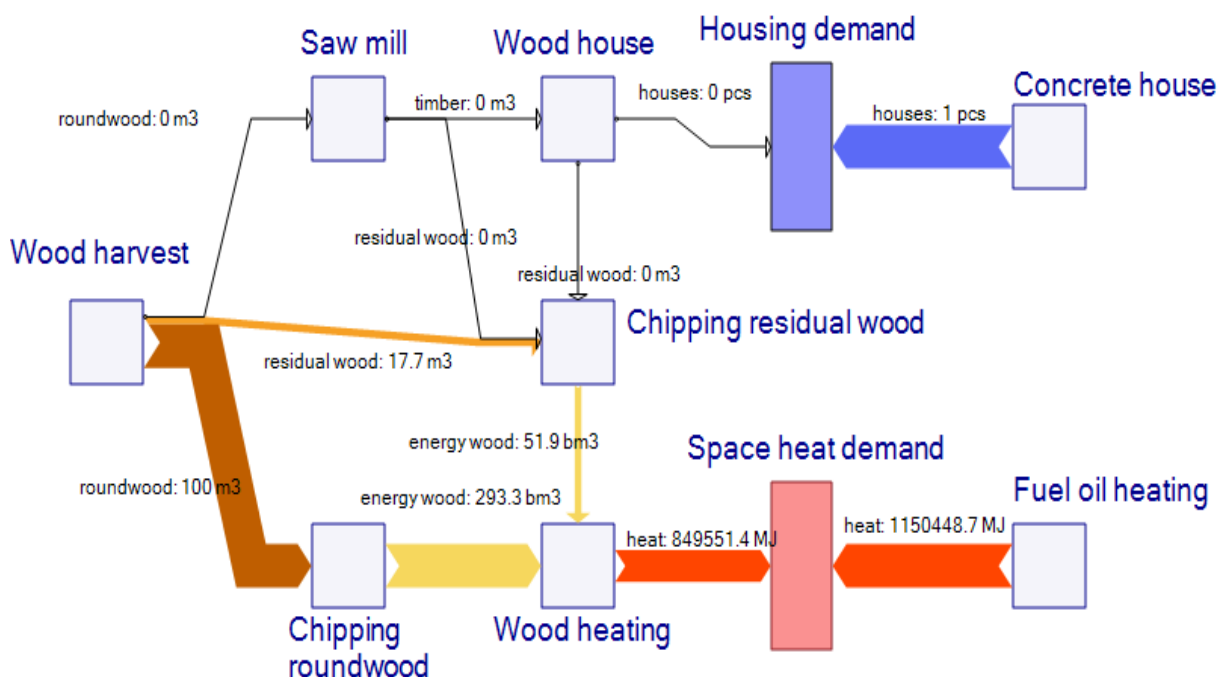 Saw mill
Wood house
Housing demand
Concrete house
roundwood: 0 m3
timber: 0 m3
houses: 0 pcs
houses: 1 pcs
residual wood: 0 m3
Wood harvest
residual wood: 0 m3
Chipping residual wood
residual wood: 17.7 m3
energy wood: 51.9 bm3
Space heat demand
roundwood: 100 m3
energy wood: 293.3 bm3
Fuel oil heating
heat: 849551.4 MJ
heat: 1150448.7 MJ
Chipping
roundwood
Wood heating